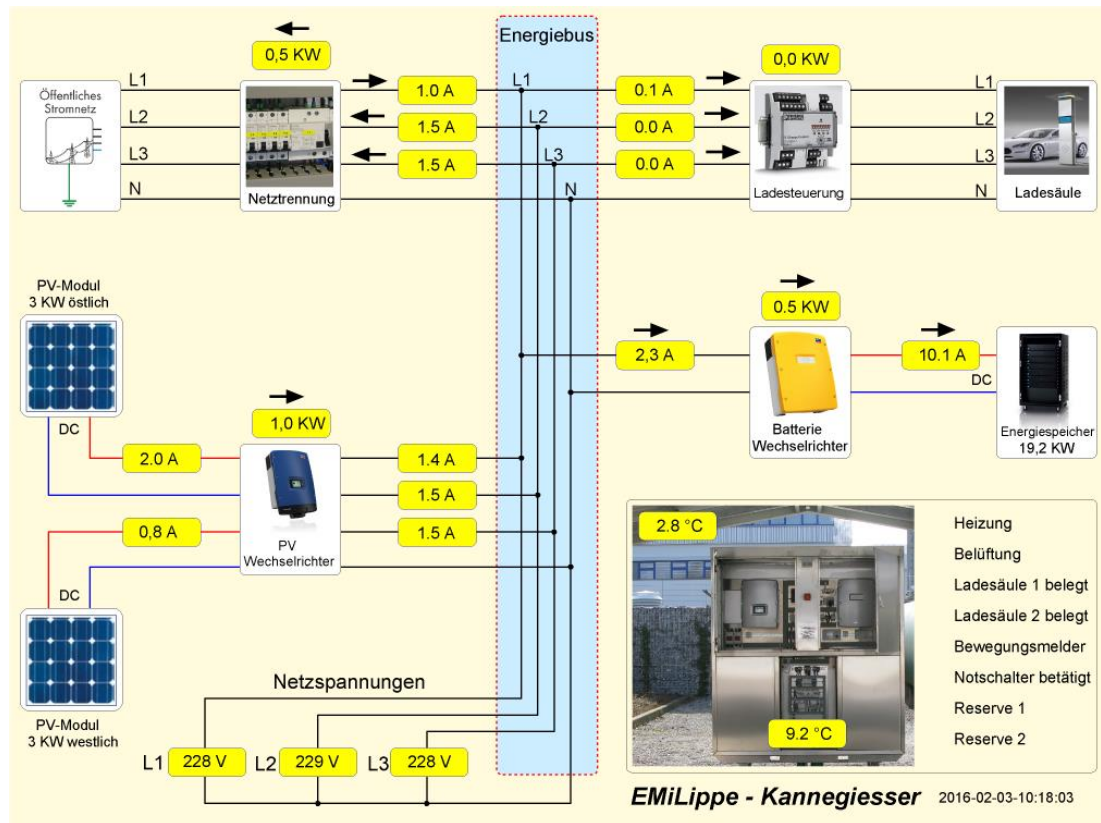 Energiebus
0,5 KW
0,0 KW
Öffentliches
Stromnetz
L1
L2
L3
N
Netztrennung
1.0 A
1.5 A
1.5 A
L1
L2
L3
N
0.1 A
0.0 A
0.0 A
Ladesteuerung
L1
L2
L3
N
Ladesäule
PV-Modul
3 KW östlich
DC
2.0 A
0,8 A
DC
PV-Modul
3 KW westlich
1,0 KW
PV
Wechselrichter
1.4 A
1.5 A
1.5 A
0.5 KW
2,3 A
Batterie
Wechselrichter
10.1 A
DC
Energiespeicher
19,2 KW
2.8 °C
9.2 °C
Heizung
Belüftung
Ladesäule 1 belegt
Ladesäule 2 belegt
Bewegungsmelder
Notschalter betätigt
Reserve 1
Reserve 2
Netzspannungen
L1 228 V
L2 229 V
L3 228 V
EMiLippe - Kannegiesser 2016-02-03-10:18:03